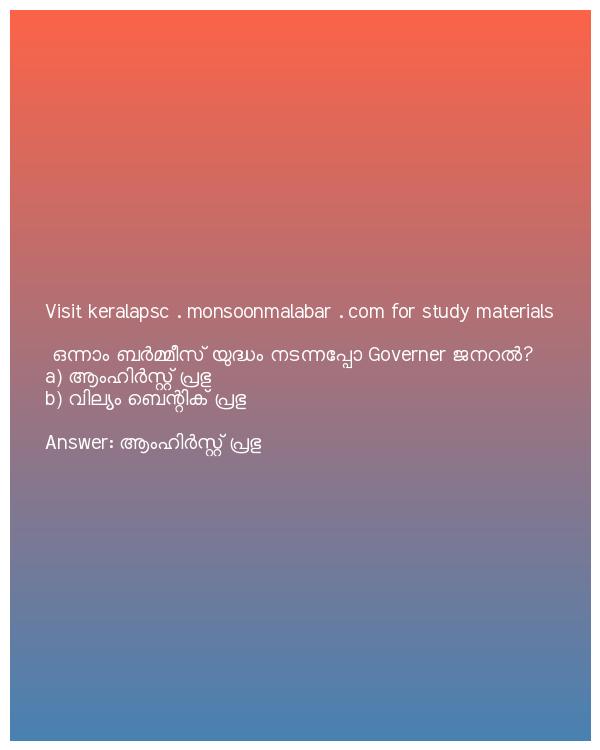 Visit keralapsc . monsoonmalabar . com for study materials
ഒന്നാം ബർമ്മീസ് യുദ്ധം നടന്നപ്പോ Governer ജനറൽ?
a) ആംഹിർസ്റ്റ് പ്രഭു
b) വില്യം ബെന്റിക് പ്രഭു
Answer: ആംഹിർസ്റ്റ് പ്രഭു